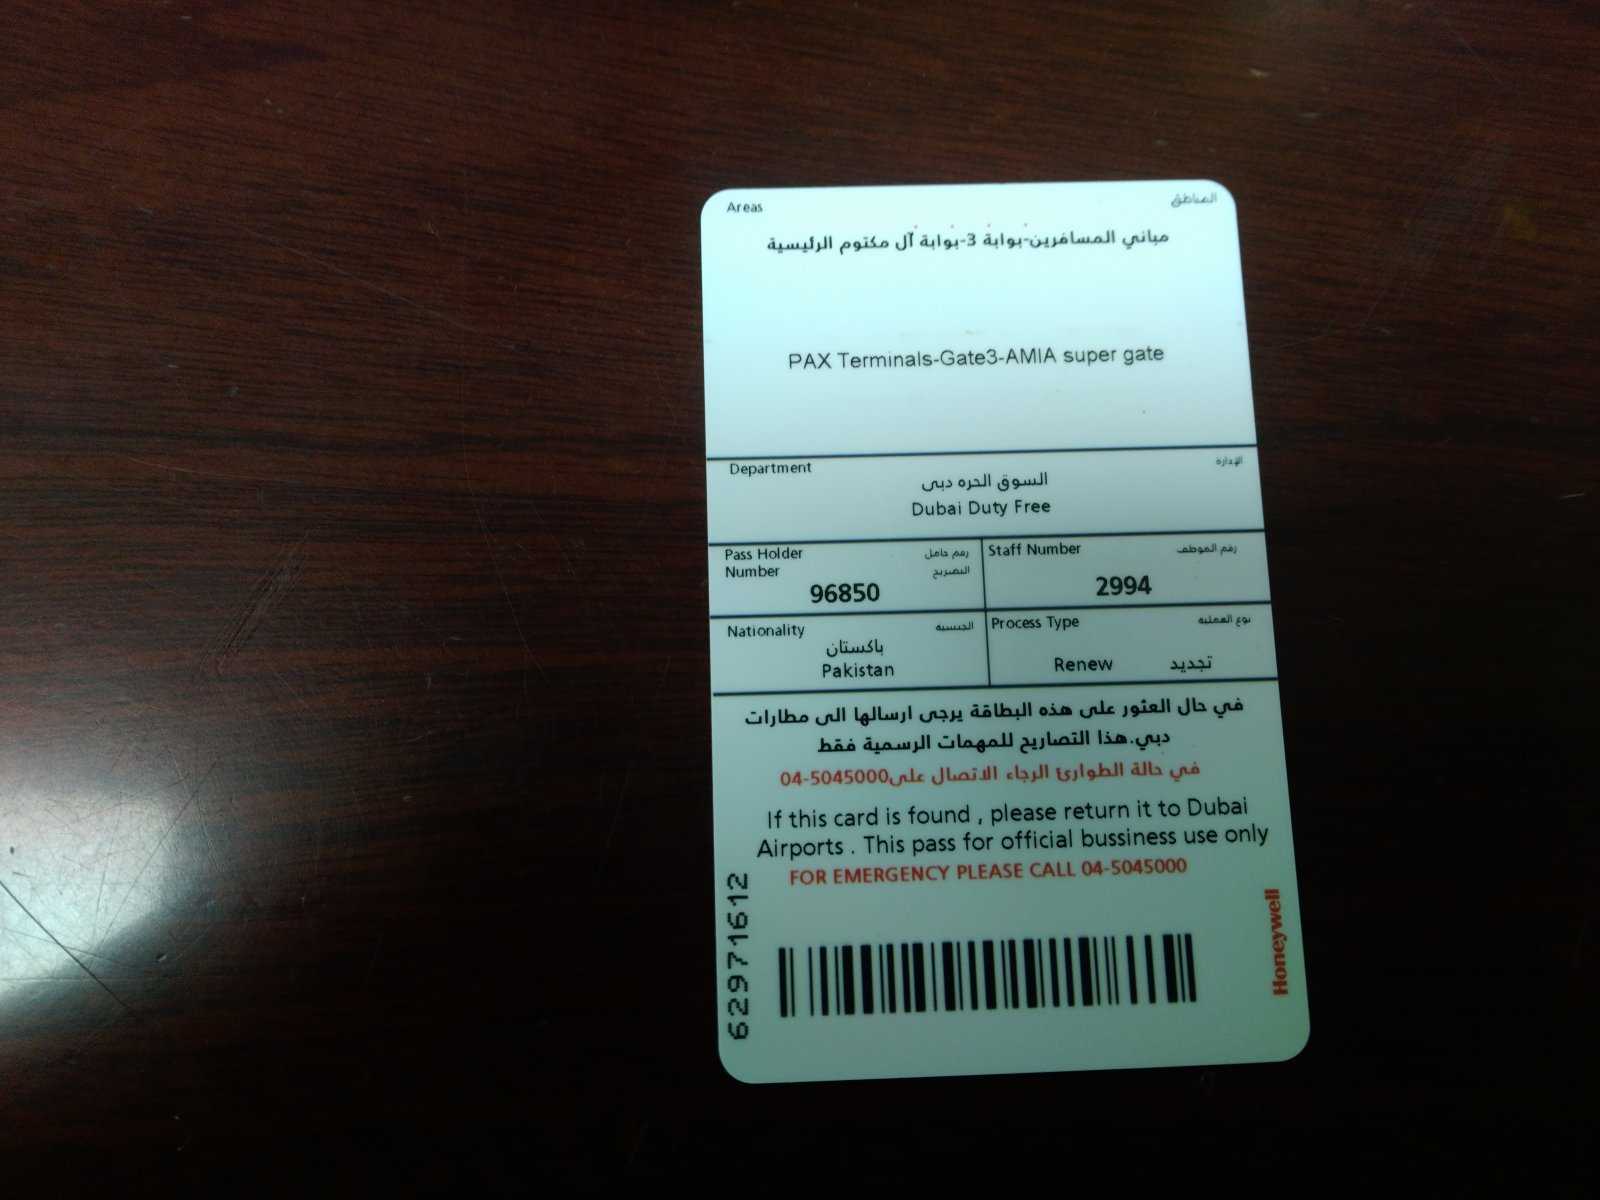 Areas المناطق
مباني المسافرين-بوابة 3-بوابة آل مكتوم الرئيسية
PAX Terminals-Gate3-AMIA super gate
Department الإدارة
السوق الحره دبى
Dubai Duty Free
Pass Holder رقم حامل
Number التصريح
96850
Staff Number رقم الموظف
2994
Nationality الجنسية
باكستان
Pakistan
Process Type نوع العملية
Renew تجديد
في حال العثور على هذه البطاقة يرجى ارسالها الى مطارات
دبي.هذا التصاريح للمهمات الرسمية فقط
في حالة الطوارئ الرجاء الاتصال على04-5045000
If this card is found , please return it to Dubai
Airports . This pass for official bussiness use only
FOR EMERGENCY PLEASE CALL 04-5045000
62971612
Honeywell